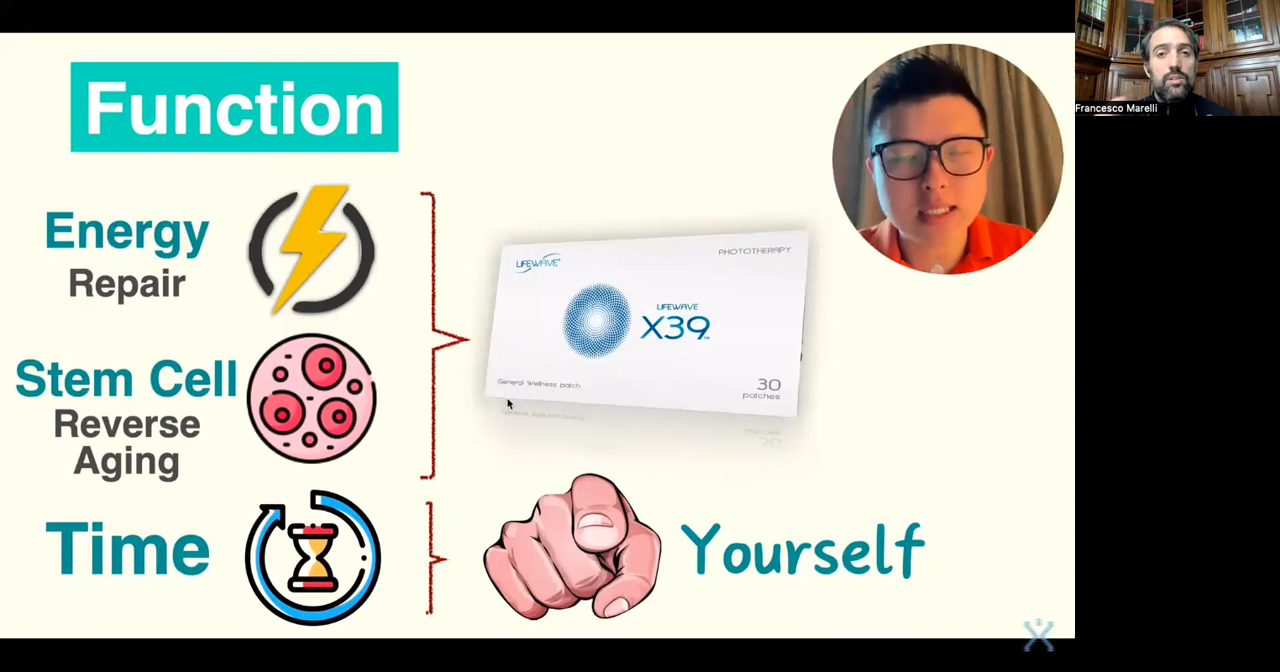 Function
Energy
Repair
Stem Cell
Reverse
Aging
Time
LIFEWAVE
PHOTOTHERAPY
LIFEWAVE
X39™
General Wellness patch
30
patches
Yourself
Francesco Marelli